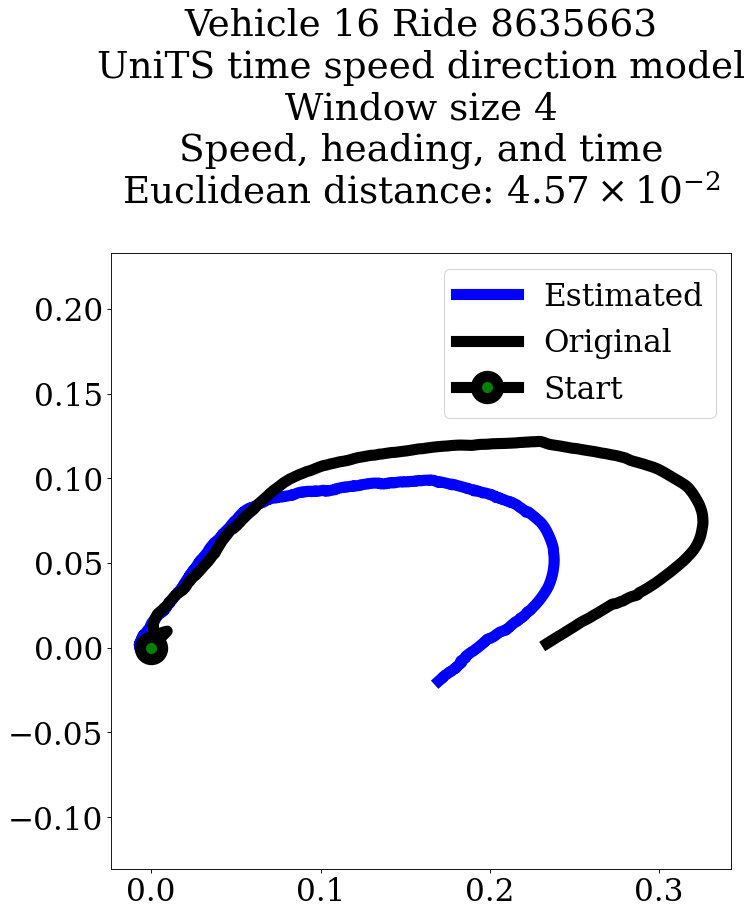 Vehicle 16 Ride 8635663
UniTS time speed direction model
Window size 4
Speed, heading, and time
Euclidean distance: 4.57 × 10⁻²
Estimated
Original
Start
0.20
0.15
0.10
0.05
0.00
−0.05
−0.10
0.0 0.1 0.2 0.3